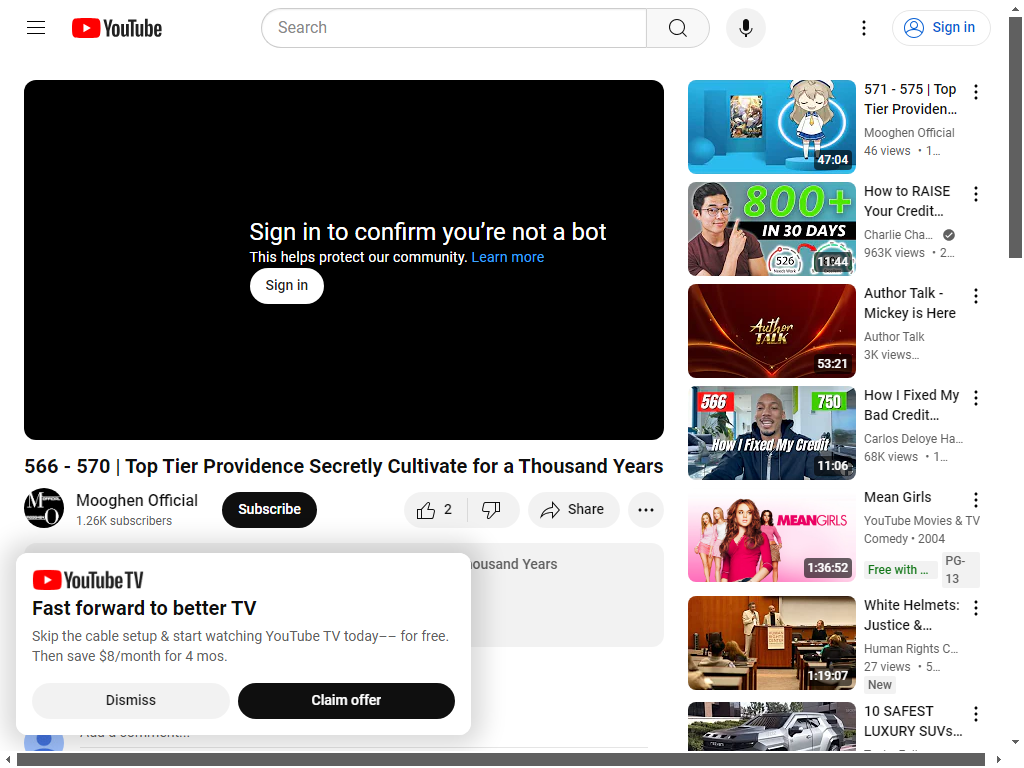 YouTube
Search
Sign in
Sign in to confirm you're not a bot
This helps protect our community. Learn more
Sign in
566 - 570 | Top Tier Providence Secretly Cultivate for a Thousand Years
Mooghen Official
1.26K subscribers
Subscribe
2
Share
housand Years
YouTube TV
Fast forward to better TV
Skip the cable setup & start watching YouTube TV today–– for free.
Then save $8/month for 4 mos.
Dismiss
Claim offer
Add a comment...
47:04
571 - 575 | Top
Tier Providen...
Mooghen Official
46 views • 1...
800+
IN 30 DAYS
526
11:44
How to RAISE
Your Credit...
Charlie Cha...
963K views • 2...
Author
TALK
53:21
Author Talk -
Mickey is Here
Author Talk
3K views...
566
750
How I Fixed My Credit
11:06
How I Fixed My
Bad Credit...
Carlos Deloye Ha...
68K views • 1...
MEAN GIRLS
1:36:52
Mean Girls
YouTube Movies & TV
Comedy • 2004
Free with ...
PG-
13
1:19:07
White Helmets:
Justice &...
Human Rights C...
27 views • 5...
New
10 SAFEST
LUXURY SUVs...